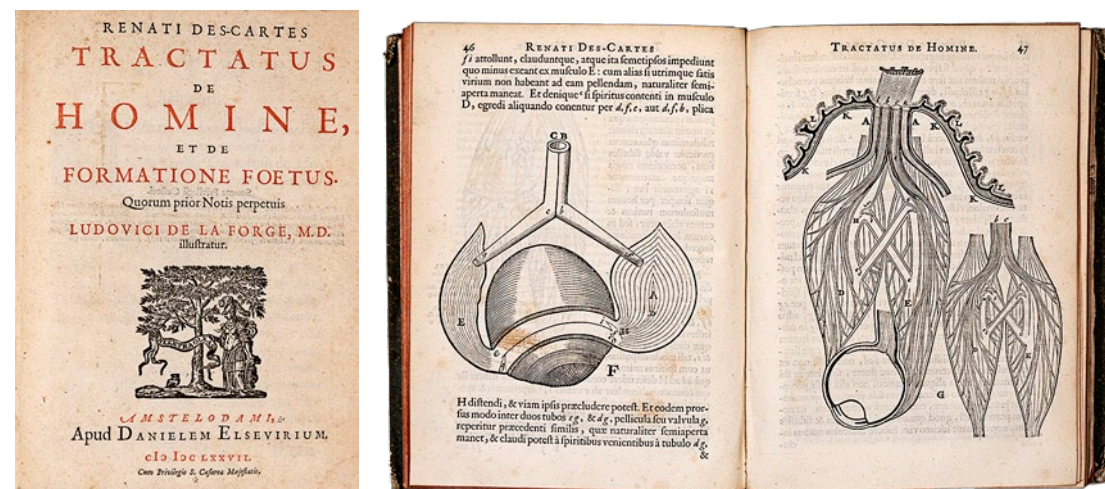 RENATI DES-CARTES
TRACTATUS
DE
HOMINE,
ET DE
FORMATIONE FOETUS.
Quorum prior Notis perpetuis
LUDOVICI DE LA FORGE, M.D.
illustratur.
AMSTELODAMI,
Apud DANIELEM ELSEVIRIUM.
cIↄ Iↄc LXXVII.
Cum Privilegio S. Cæsareæ Majestatis.
46 RENATI DES-CARTES
fi attollunt, clauduntque, atque ita semetipsos impediunt
quo minus exeant ex musculo E: cum alias si utrimque satis
virium non habeant ad eam pellendam, naturaliter semi-
aperta maneat. Et denique si spiritus contenti in musculo
D, egredi aliquando conentur per d, f, e, aut d, f, b, plica
C B
E
A
D
F
H distendi, & viam ipsis præcludere potest. Et eodem pror-
sus modo inter duos tubos eg, & dg, pellicula seu valvula g,
reperitur præcedenti similis, quæ naturaliter semiaperta
manet, & claudi potest à spiritibus venientibus à tubulo dg.
&
TRACTATUS DE HOMINE. 47
K
A
A
K
K
K
H
D
E
G
b c
D
E